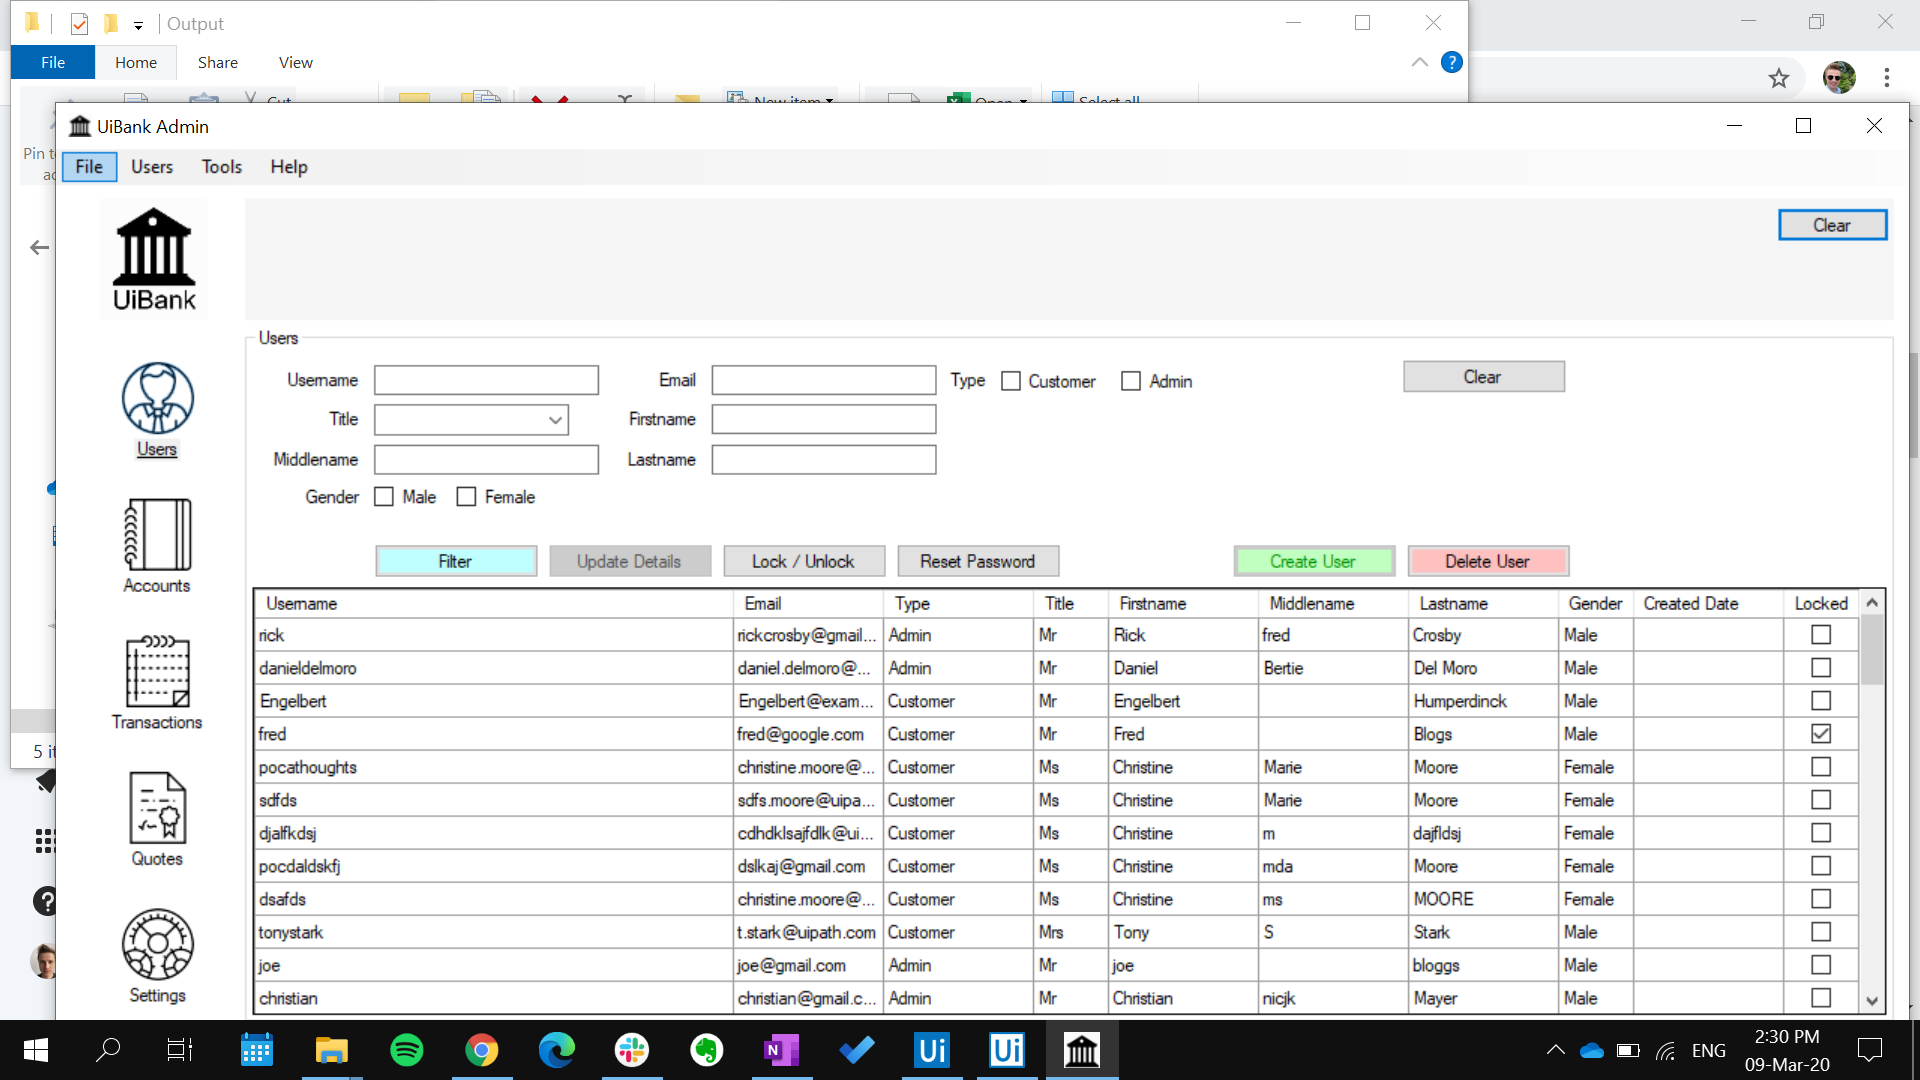 Output
File Home Share View
Cut New item Open Select all
UiBank Admin
Pin t
ac
File Users Tools Help
Clear
UiBank
Users
Username Email Type Customer Admin Clear
Title Firstname
Middlename Lastname
Gender Male Female
Users
Accounts
Transactions
Quotes
Settings
5 it
Filter Update Details Lock / Unlock Reset Password Create User Delete User
Username Email Type Title Firstname Middlename Lastname Gender Created Date Locked
rick rickcrosby@gmail... Admin Mr Rick fred Crosby Male
danieldelmoro daniel.delmoro@... Admin Mr Daniel Bertie Del Moro Male
Engelbert Engelbert@exam... Customer Mr Engelbert Humperdinck Male
fred fred@google.com Customer Mr Fred Blogs Male
pocathoughts christine.moore@... Customer Ms Christine Marie Moore Female
sdfds sdfs.moore@uipa... Customer Ms Christine Marie Moore Female
djalfkdsj cdhdklsajfdlk@ui... Customer Ms Christine m dajfldsj Female
pocdaldskfj dslkaj@gmail.com Customer Ms Christine mda Moore Female
dsafds christine.moore@... Customer Ms Christine ms MOORE Female
tonystark t.stark@uipath.com Customer Mrs Tony S Stark Male
joe joe@gmail.com Admin Mr joe bloggs Male
christian christian@gmail.c... Admin Mr Christian nicjk Mayer Male
N Ui Ui ENG 2:30 PM
09-Mar-20